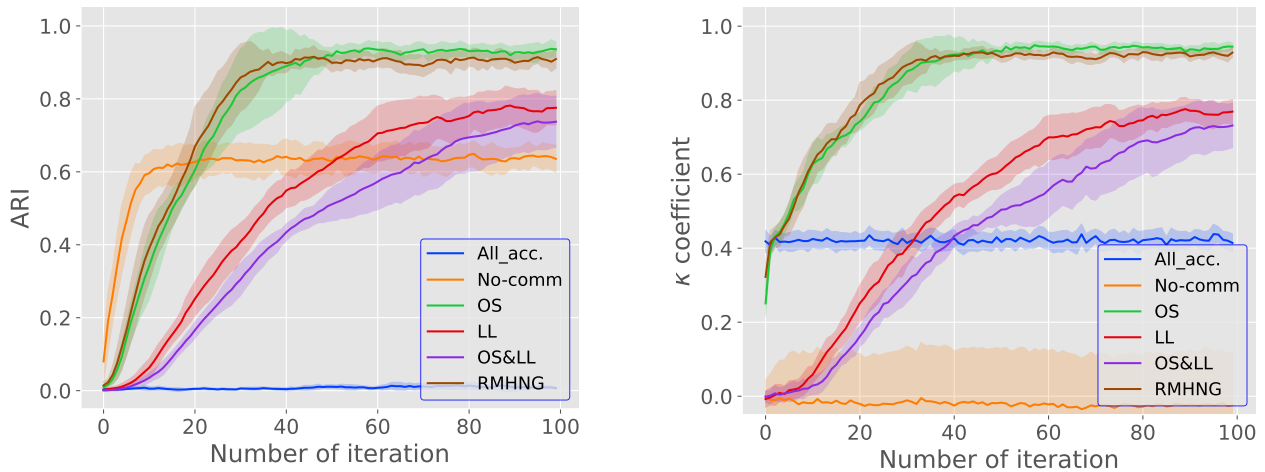 1.0
0.8
0.6
0.4
0.2
0.0
ARI
0 20 40 60 80 100
Number of iteration
All_acc.
No-comm
OS
LL
OS&LL
RMHNG
1.0
0.8
0.6
0.4
0.2
0.0
κ coefficient
0 20 40 60 80 100
Number of iteration
All_acc.
No-comm
OS
LL
OS&LL
RMHNG